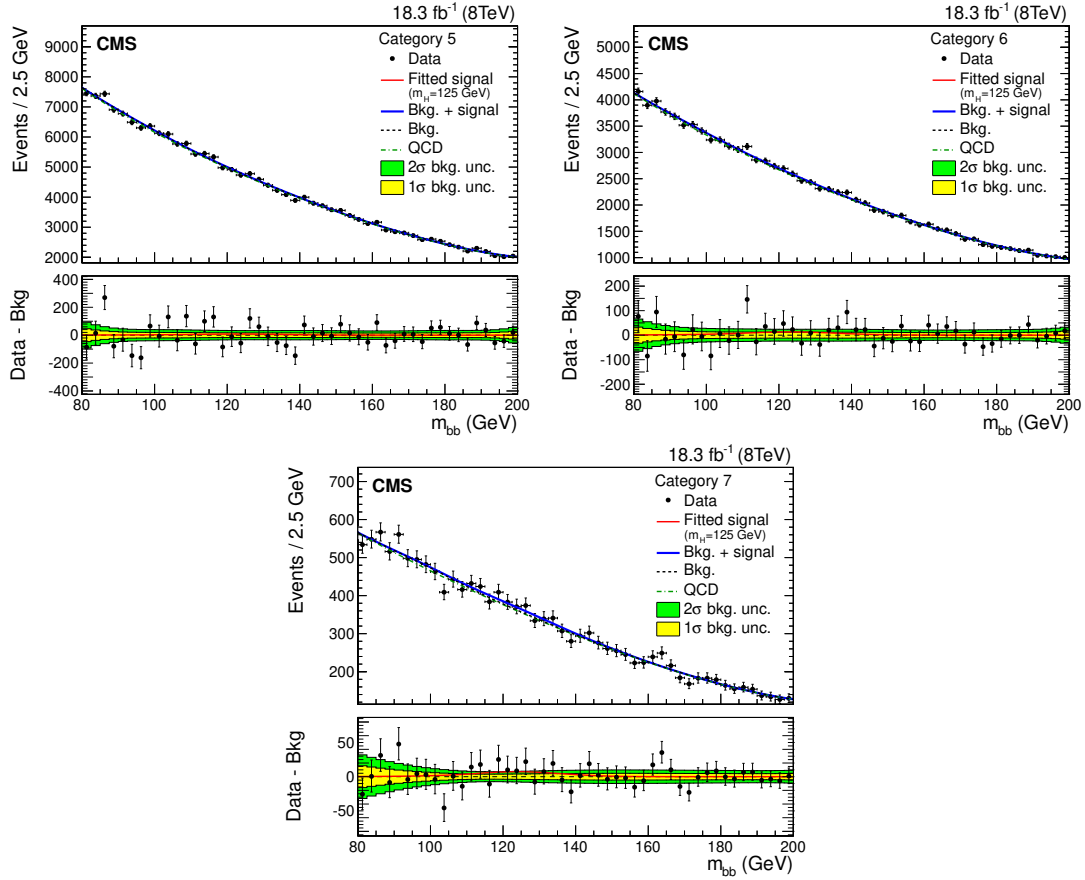 18.3 fb⁻¹ (8TeV)
CMS
Category 5
Data
Fitted signal
(m_H=125 GeV)
Bkg. + signal
Bkg.
QCD
2σ bkg. unc.
1σ bkg. unc.
Events / 2.5 GeV
9000
8000
7000
6000
5000
4000
3000
2000
Data - Bkg
400
200
0
-200
-400
80 100 120 140 160 180 200
m_bb (GeV)
18.3 fb⁻¹ (8TeV)
CMS
Category 6
Data
Fitted signal
(m_H=125 GeV)
Bkg. + signal
Bkg.
QCD
2σ bkg. unc.
1σ bkg. unc.
Events / 2.5 GeV
5000
4500
4000
3500
3000
2500
2000
1500
1000
Data - Bkg
200
100
0
-100
-200
80 100 120 140 160 180 200
m_bb (GeV)
18.3 fb⁻¹ (8TeV)
CMS
Category 7
Data
Fitted signal
(m_H=125 GeV)
Bkg. + signal
Bkg.
QCD
2σ bkg. unc.
1σ bkg. unc.
Events / 2.5 GeV
700
600
500
400
300
200
Data - Bkg
50
0
-50
80 100 120 140 160 180 200
m_bb (GeV)